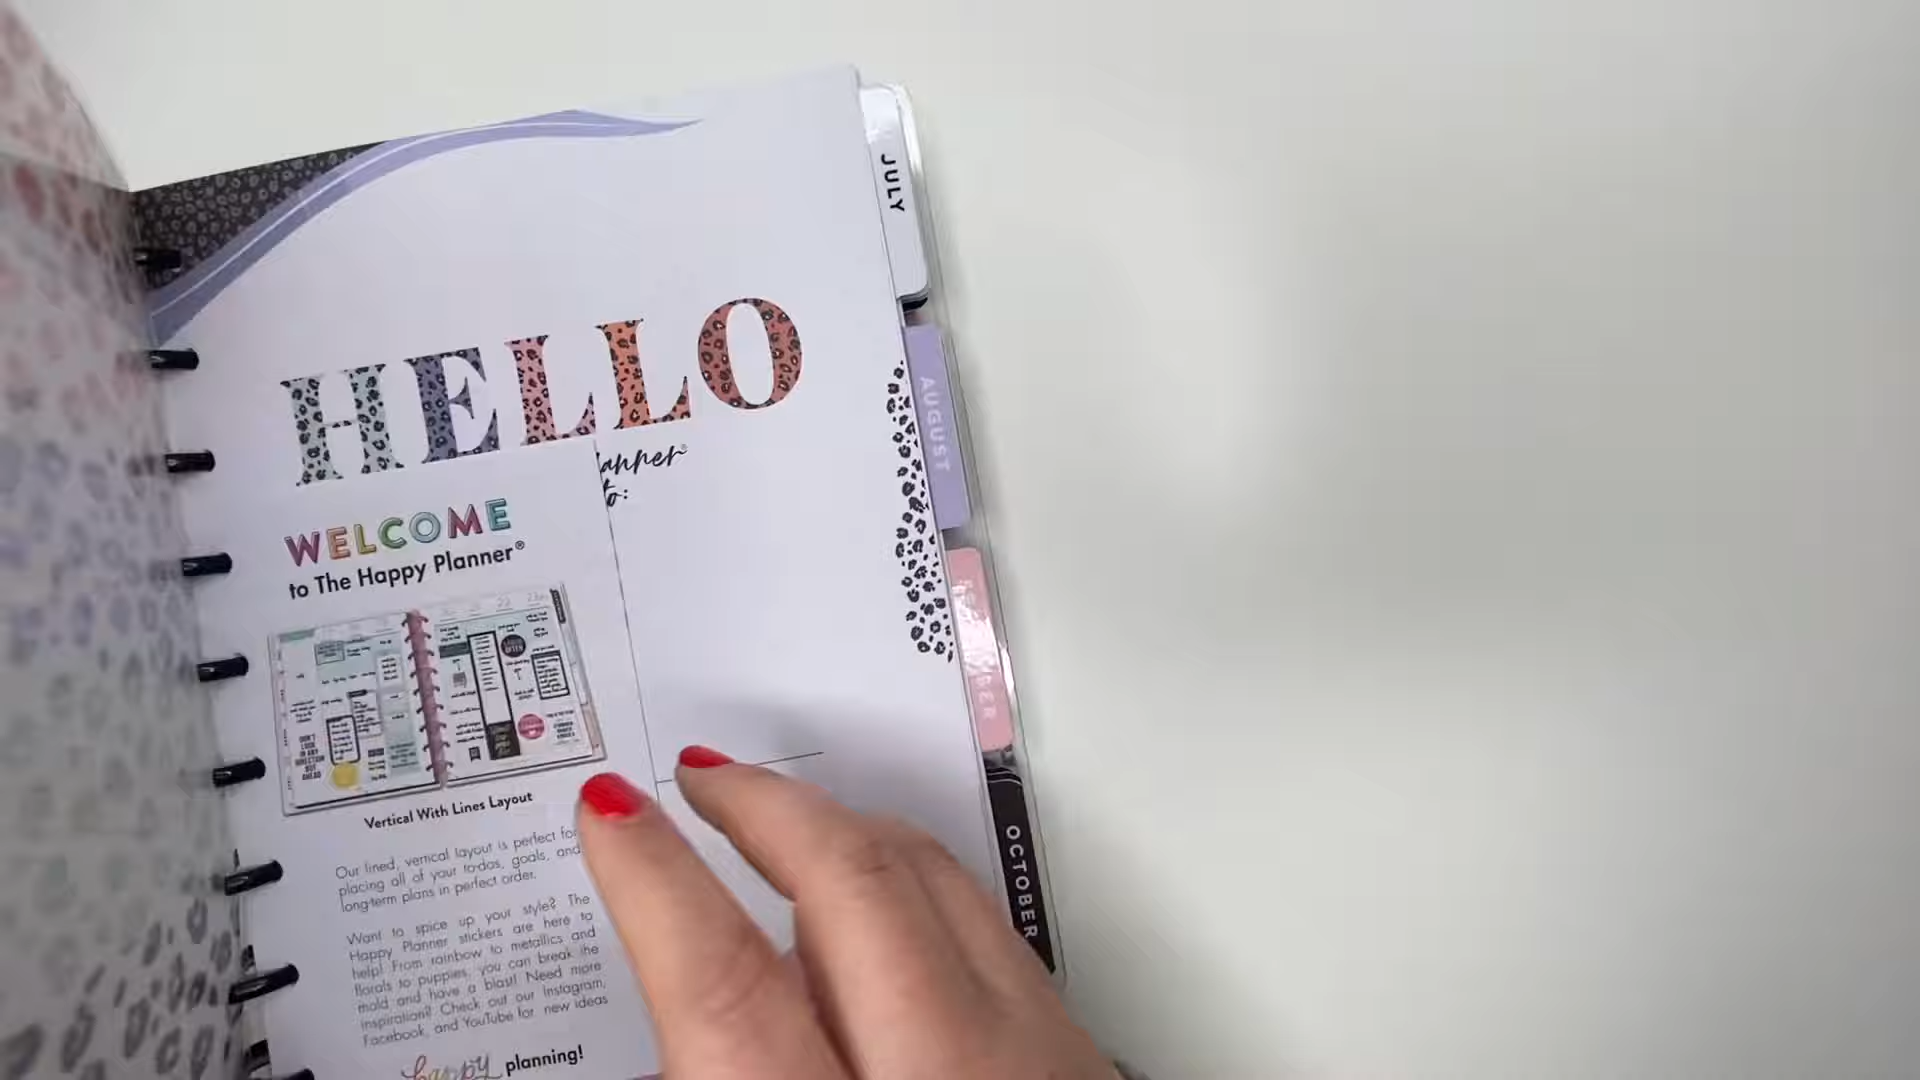 JULY
HELLO
AUGUST
to:
WELCOME
to The Happy Planner®
Vertical With Lines Layout
Our lined, vertical layout is perfect for
placing all of your to-dos, goals, and
long-term plans in perfect order.
Want to spice up your style? The
Happy Planner stickers are here to
help! From rainbow to metallics and
florals to puppies, you can break the
mold and have a blast! Need more
inspiration? Check out our Instagram,
Facebook, and YouTube for new ideas
happy planning!
OCTOBER